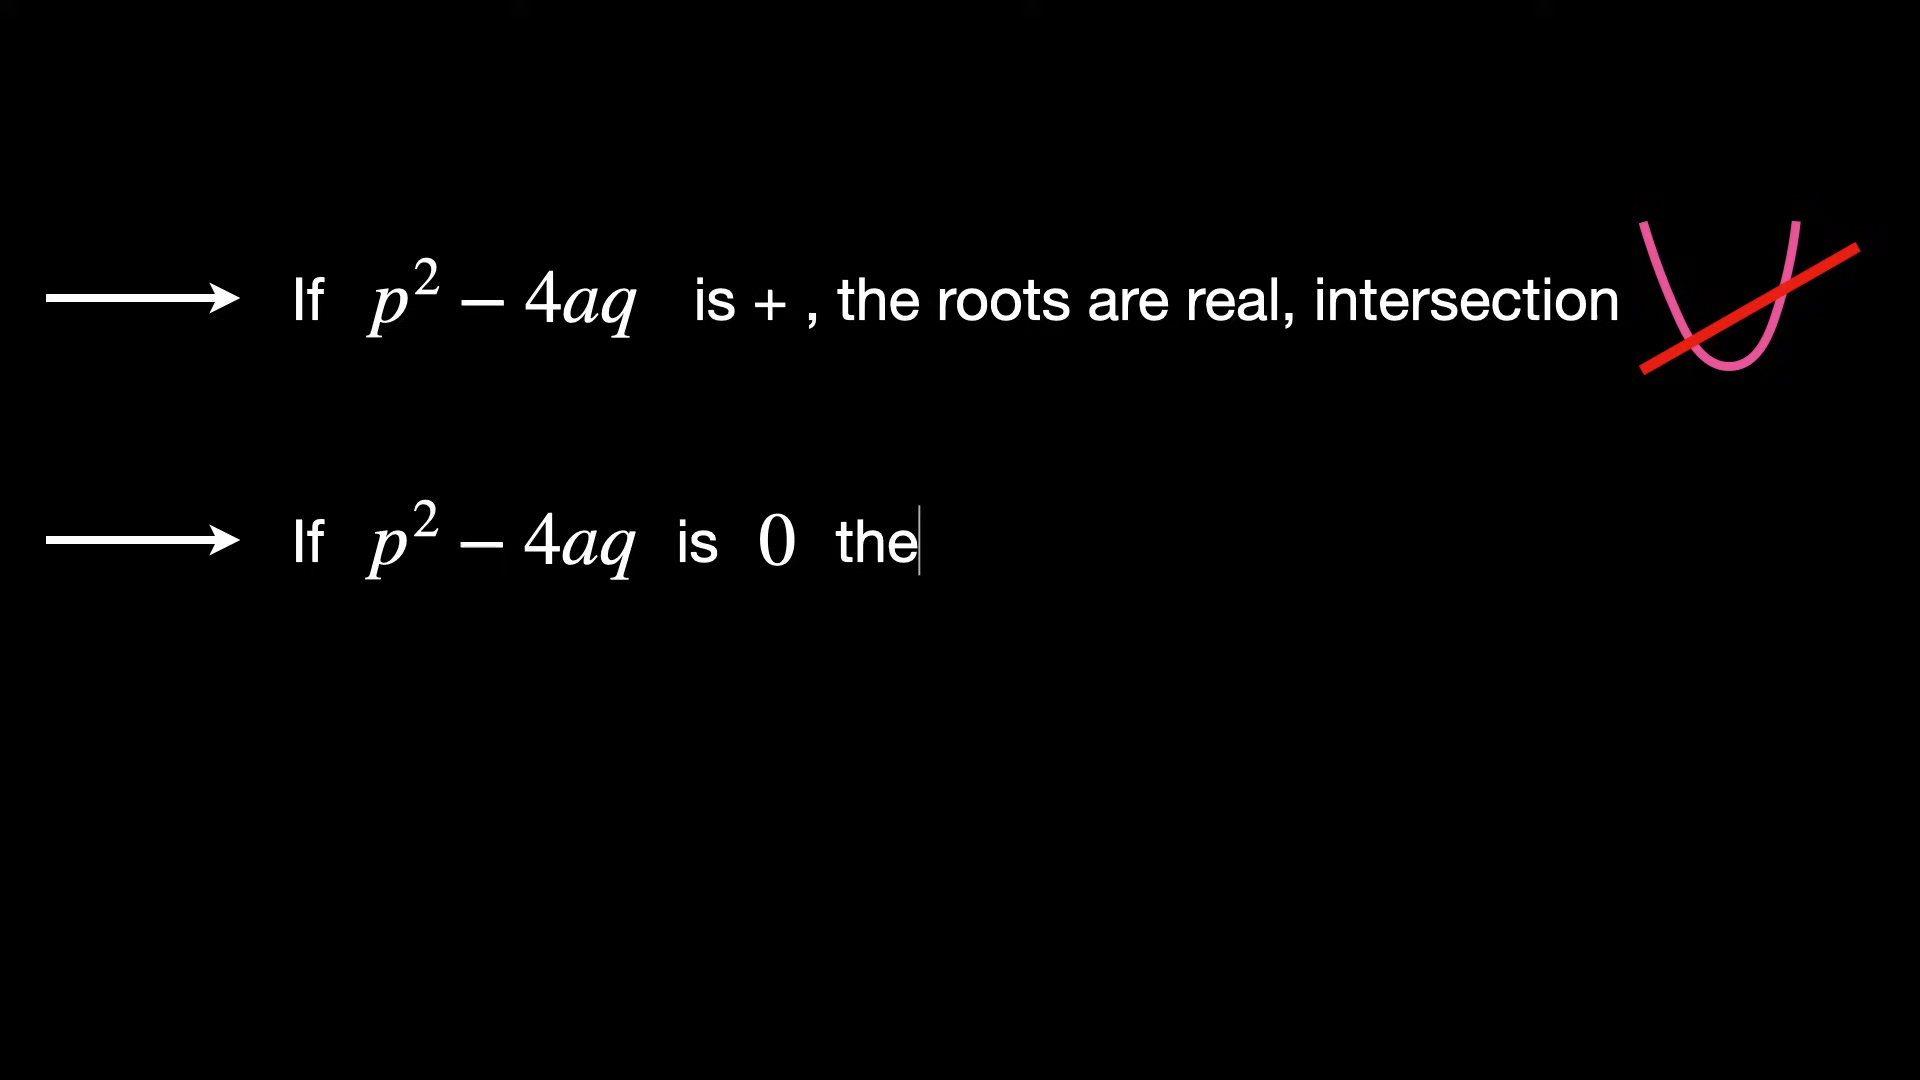 If p² − 4aq is + , the roots are real, intersection
If p² − 4aq is 0 the